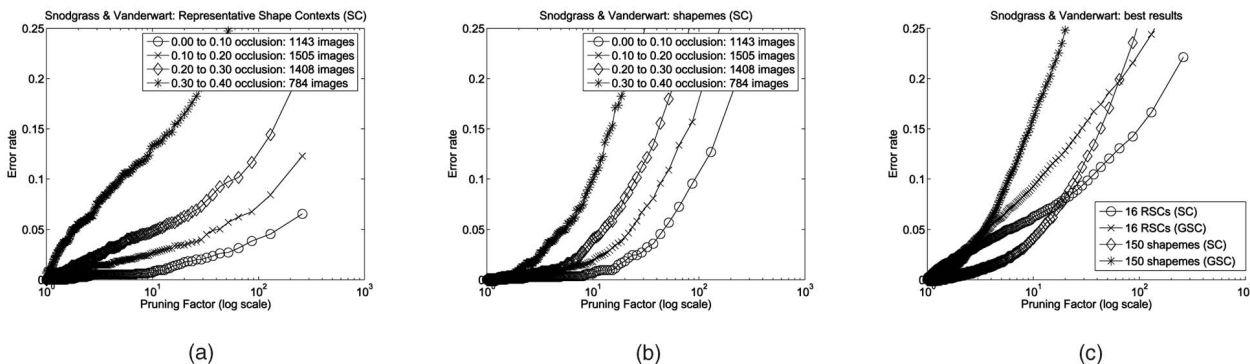 Snodgrass & Vanderwart: Representative Shape Contexts (SC)
0.25
0.2
0.15
0.1
0.05
0
Error rate
0.00 to 0.10 occlusion: 1143 images
0.10 to 0.20 occlusion: 1505 images
0.20 to 0.30 occlusion: 1408 images
0.30 to 0.40 occlusion: 784 images
10^0 10^1 10^2 10^3
Pruning Factor (log scale)
(a)
Snodgrass & Vanderwart: shapemes (SC)
0.25
0.2
0.15
0.1
0.05
0
Error rate
0.00 to 0.10 occlusion: 1143 images
0.10 to 0.20 occlusion: 1505 images
0.20 to 0.30 occlusion: 1408 images
0.30 to 0.40 occlusion: 784 images
10^0 10^1 10^2 10^3
Pruning Factor (log scale)
(b)
Snodgrass & Vanderwart: best results
0.25
0.2
0.15
0.1
0.05
0
Error rate
16 RSCs (SC)
16 RSCs (GSC)
150 shapemes (SC)
150 shapemes (GSC)
10^0 10^1 10^2 10
Pruning Factor (log scale)
(c)